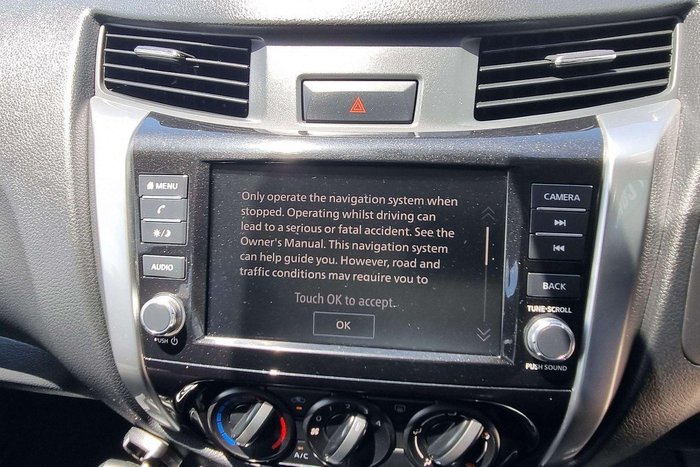 MENU
AUDIO
PUSH
Only operate the navigation system when
stopped. Operating whilst driving can
lead to a serious or fatal accident. See the
Owner's Manual. This navigation system
can help guide you. However, road and
traffic conditions may require you to
Touch OK to accept.
OK
CAMERA
BACK
TUNE•SCROLL
PUSH SOUND
A/C